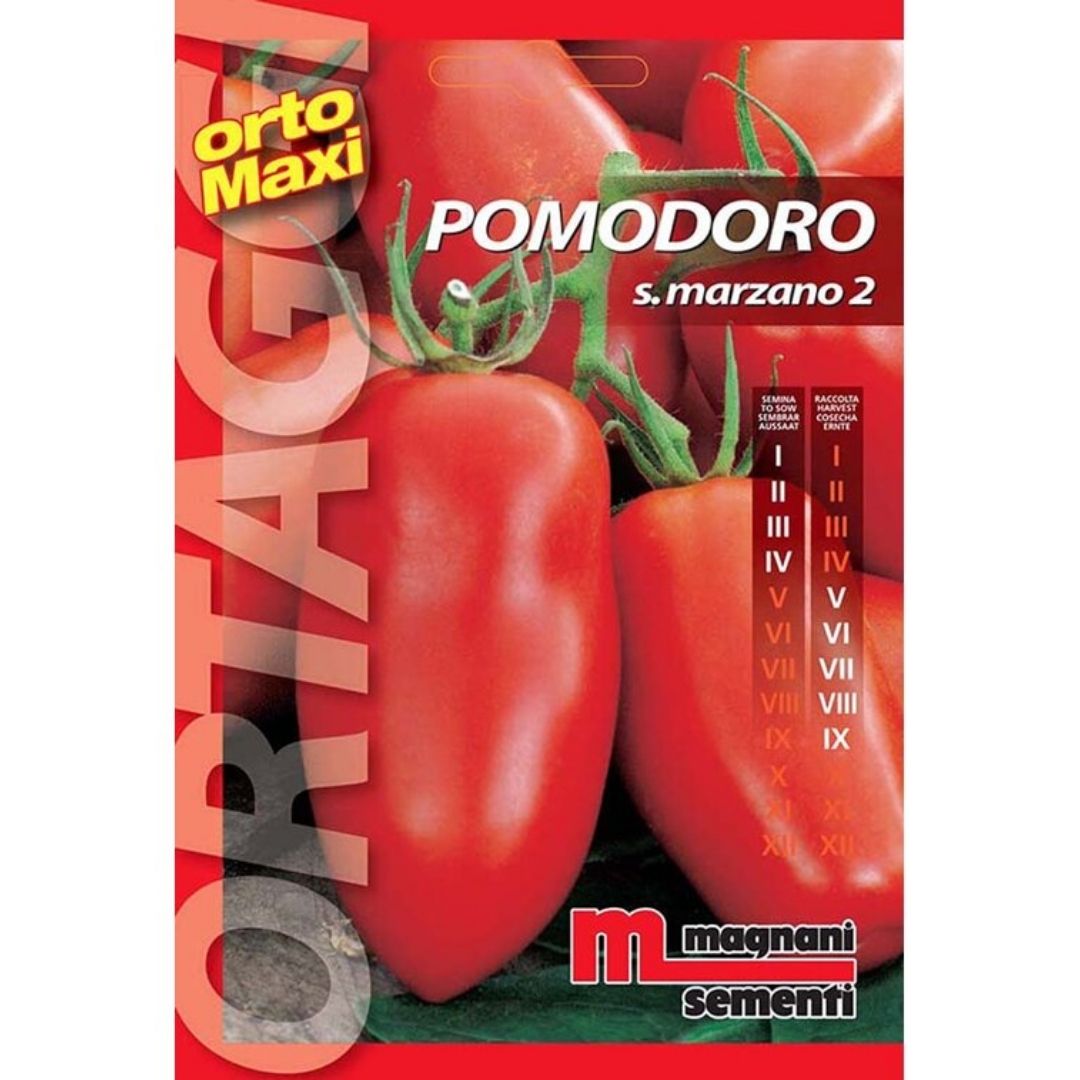 ORTAGGI
orto
Maxi
POMODORO
s. marzano 2
SEMINA
TO SOW
SEMBRAR
AUSSAAT
I
II
III
IV
V
VI
VII
VIII
IX
X
XI
XII
RACCOLTA
HARVEST
COSECHA
ERNTE
I
II
III
IV
V
VI
VII
VIII
IX
X
XI
XII
m magnani
sementi